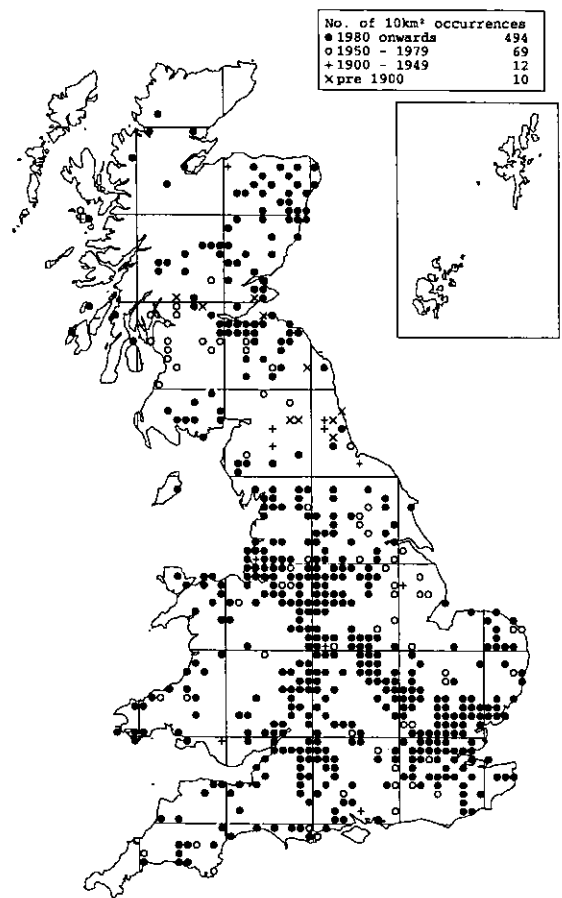 No. of 10km² occurrences
● 1980 onwards 494
○ 1950 - 1979 69
+ 1900 - 1949 12
× pre 1900 10